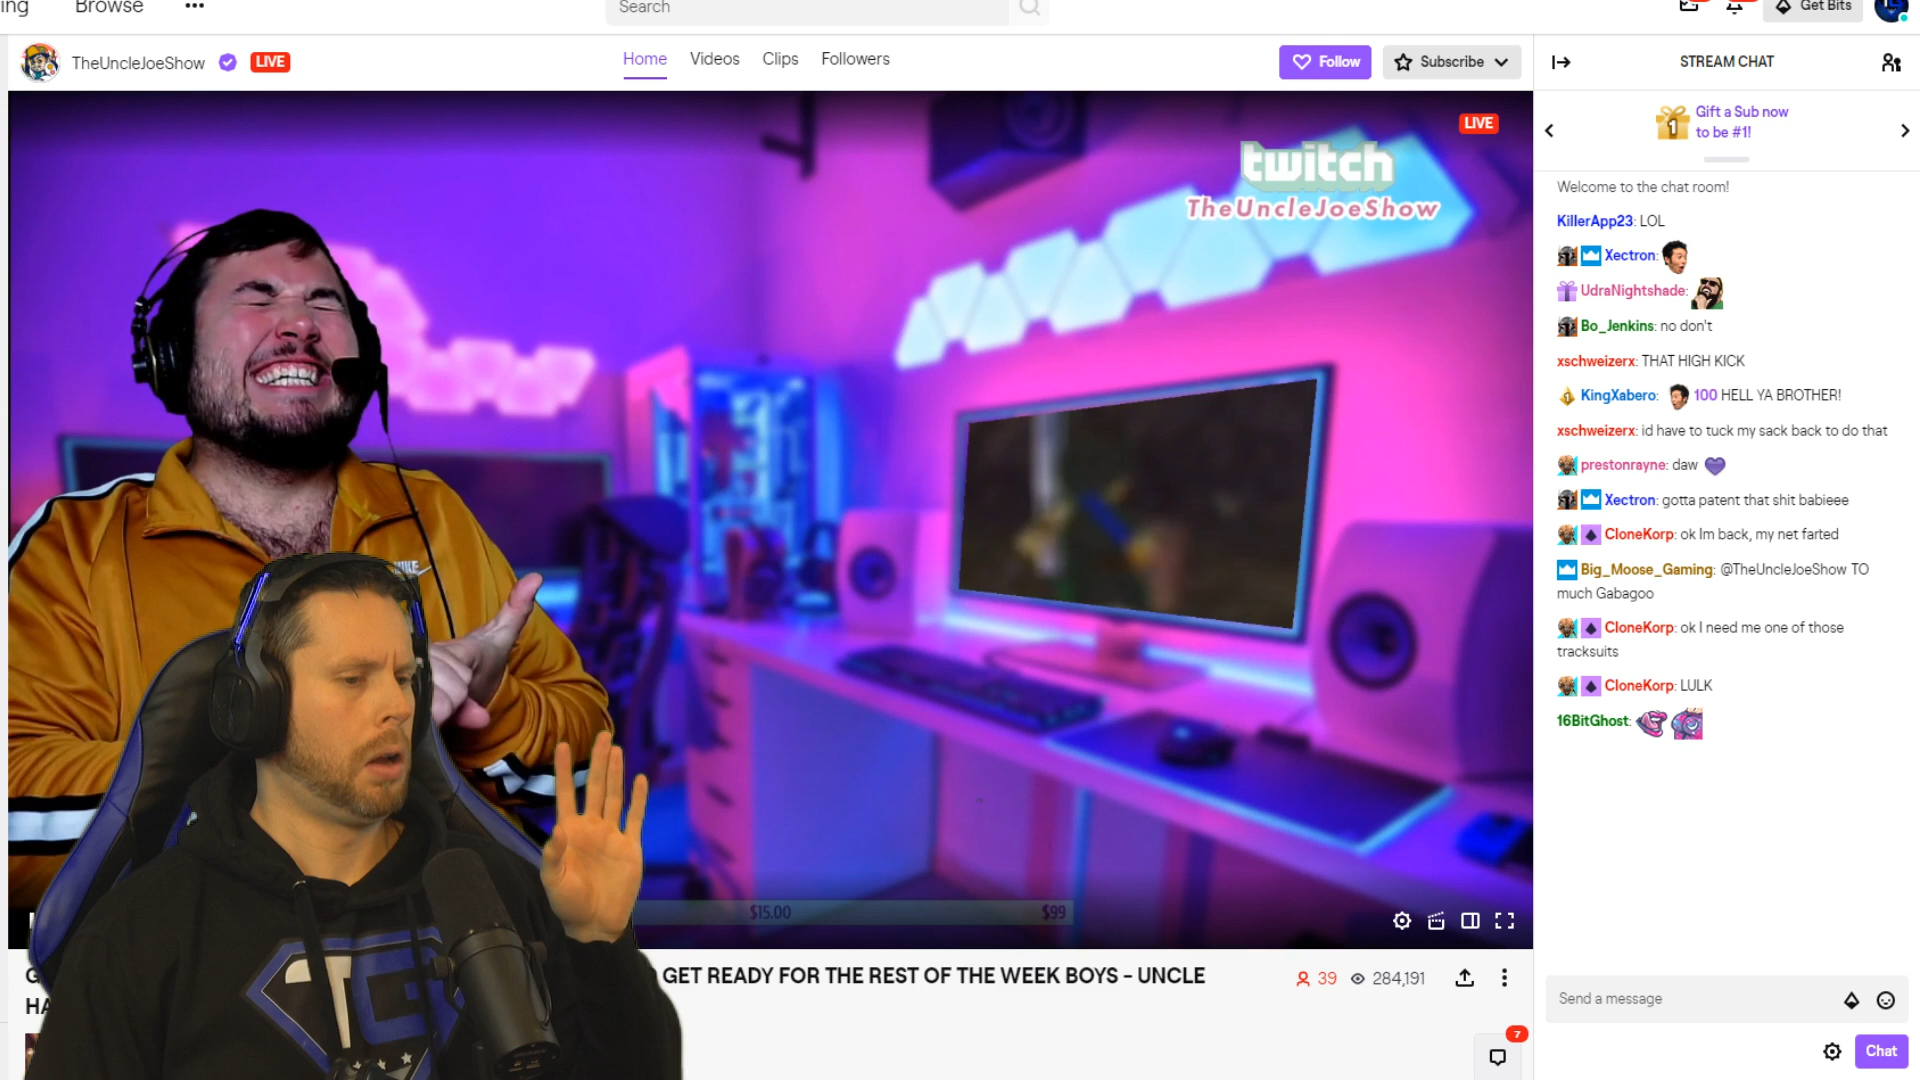 Browse
Search
Get Bits
TheUncleJoeShow
LIVE
Home
Videos
Clips
Followers
Follow
Subscribe
STREAM CHAT
Gift a Sub now
to be #1!
1
LIVE
twitch
TheUncleJoeShow
NIKE
$15.00
$99
GET READY FOR THE REST OF THE WEEK BOYS - UNCLE
HA
39
284,191
7
TG
Welcome to the chat room!
KillerApp23: LOL
Xectron:
UdraNightshade:
Bo_Jenkins: no don't
xschweizerx: THAT HIGH KICK
KingXabero: 100 HELL YA BROTHER!
xschweizerx: id have to tuck my sack back to do that
prestonrayne: daw
Xectron: gotta patent that shit babieee
CloneKorp: ok Im back, my net farted
Big_Moose_Gaming: @TheUncleJoeShow TO
much Gabagoo
CloneKorp: ok I need me one of those
tracksuits
CloneKorp: LULK
16BitGhost:
Send a message
Chat